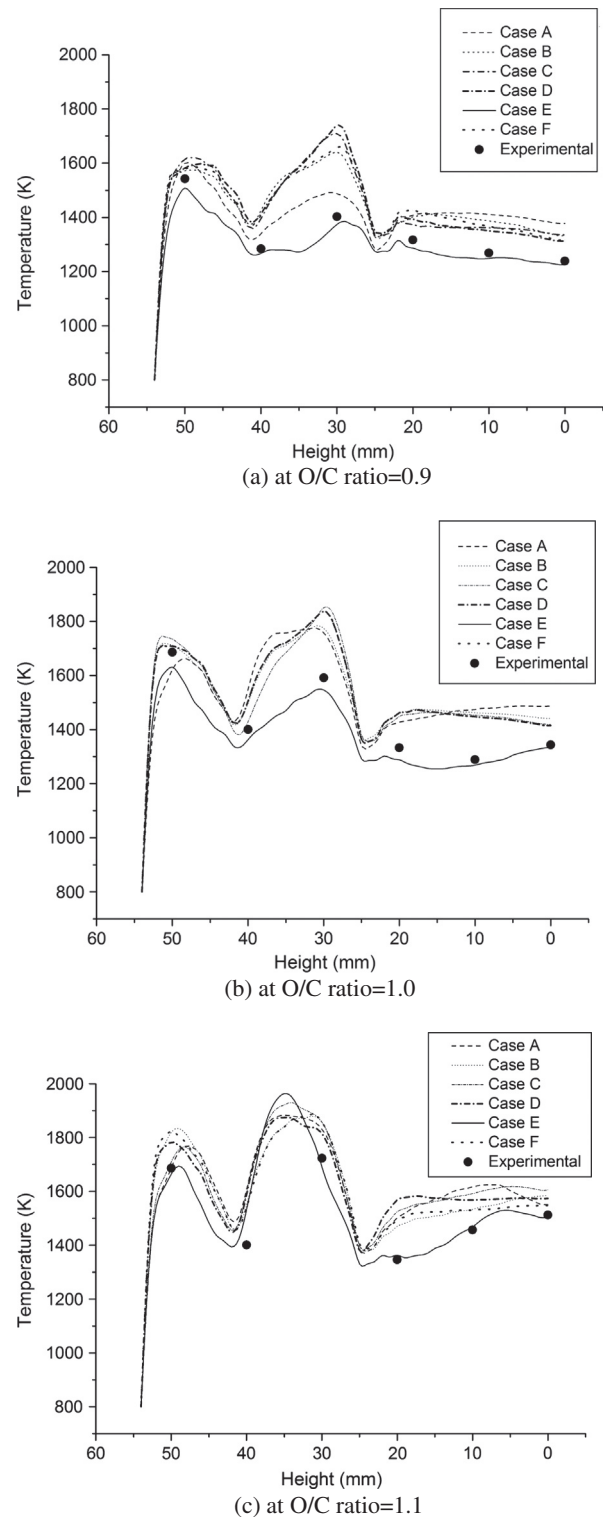 Case A
Case B
Case C
Case D
Case E
Case F
Experimental
2000
1800
1600
1400
1200
1000
800
Temperature (K)
60 50 40 30 20 10 0
Height (mm)
(a) at O/C ratio=0.9
Case A
Case B
Case C
Case D
Case E
Case F
Experimental
2000
1800
1600
1400
1200
1000
800
Temperature (K)
60 50 40 30 20 10 0
Height (mm)
(b) at O/C ratio=1.0
Case A
Case B
Case C
Case D
Case E
Case F
Experimental
2000
1800
1600
1400
1200
1000
800
Temperature (K)
60 50 40 30 20 10 0
Height (mm)
(c) at O/C ratio=1.1